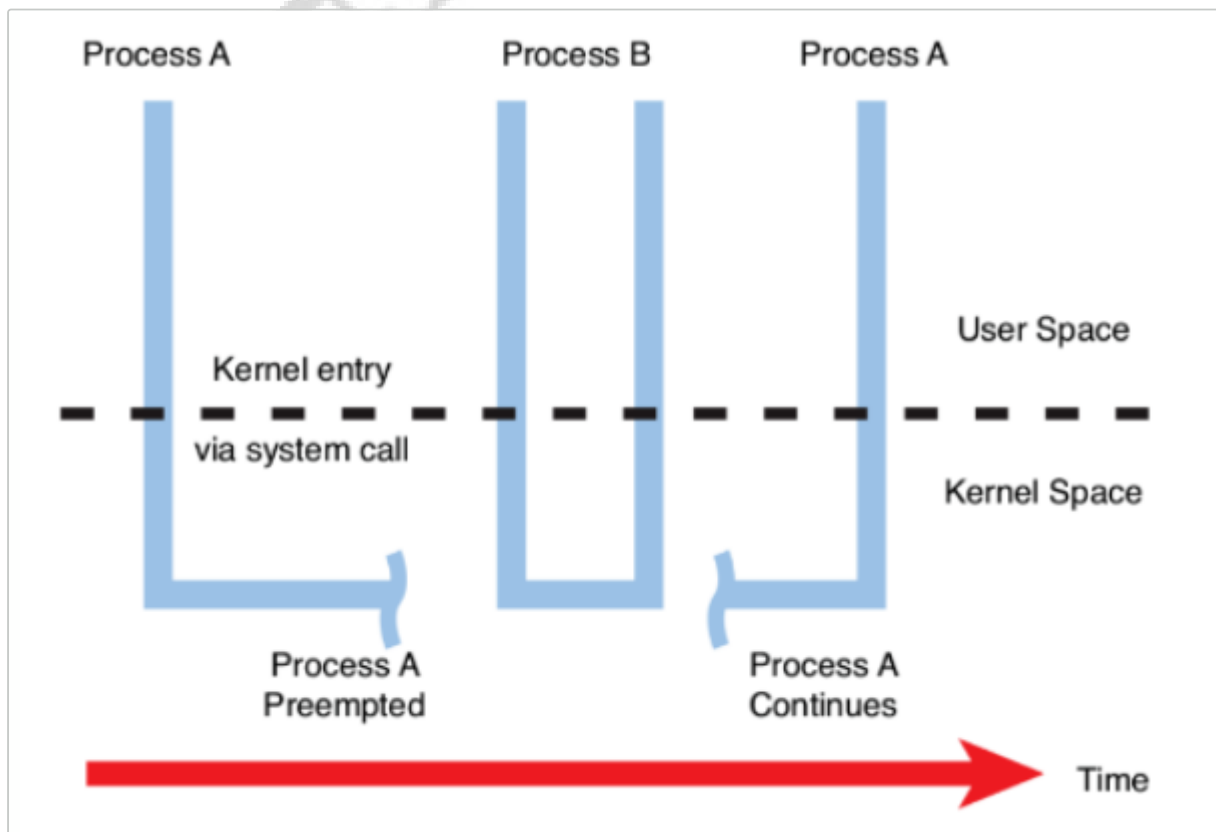 Process A
Process B
Process A
User Space
Kernel entry
via system call
Kernel Space
Process A
Preempted
Process A
Continues
Time